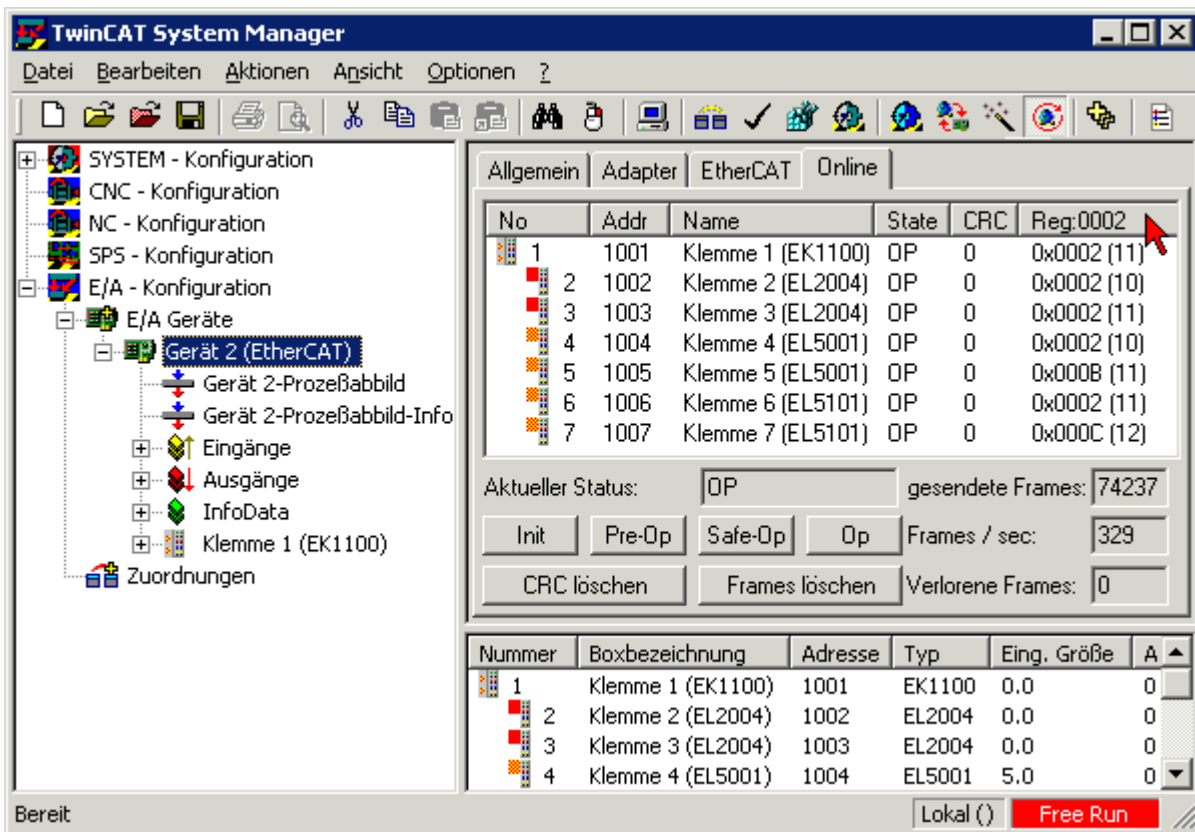 TwinCAT System Manager
Datei Bearbeiten Aktionen Ansicht Optionen ?
SYSTEM - Konfiguration
CNC - Konfiguration
NC - Konfiguration
SPS - Konfiguration
E/A - Konfiguration
E/A Geräte
Gerät 2 (EtherCAT)
Gerät 2-Prozeßabbild
Gerät 2-Prozeßabbild-Info
Eingänge
Ausgänge
InfoData
Klemme 1 (EK1100)
Zuordnungen
Allgemein Adapter EtherCAT Online
No Addr Name State CRC Reg:0002
1 1001 Klemme 1 (EK1100) OP 0 0x0002 (11)
2 1002 Klemme 2 (EL2004) OP 0 0x0002 (10)
3 1003 Klemme 3 (EL2004) OP 0 0x0002 (11)
4 1004 Klemme 4 (EL5001) OP 0 0x0002 (10)
5 1005 Klemme 5 (EL5001) OP 0 0x000B (11)
6 1006 Klemme 6 (EL5101) OP 0 0x0002 (11)
7 1007 Klemme 7 (EL5101) OP 0 0x000C (12)
Aktueller Status: OP gesendete Frames: 74237
Init Pre-Op Safe-Op Op Frames / sec: 329
CRC löschen Frames löschen Verlorene Frames: 0
Nummer Boxbezeichnung Adresse Typ Eing. Größe A
1 Klemme 1 (EK1100) 1001 EK1100 0.0 0
2 Klemme 2 (EL2004) 1002 EL2004 0.0 0
3 Klemme 3 (EL2004) 1003 EL2004 0.0 0
4 Klemme 4 (EL5001) 1004 EL5001 5.0 0
Bereit Lokal () Free Run